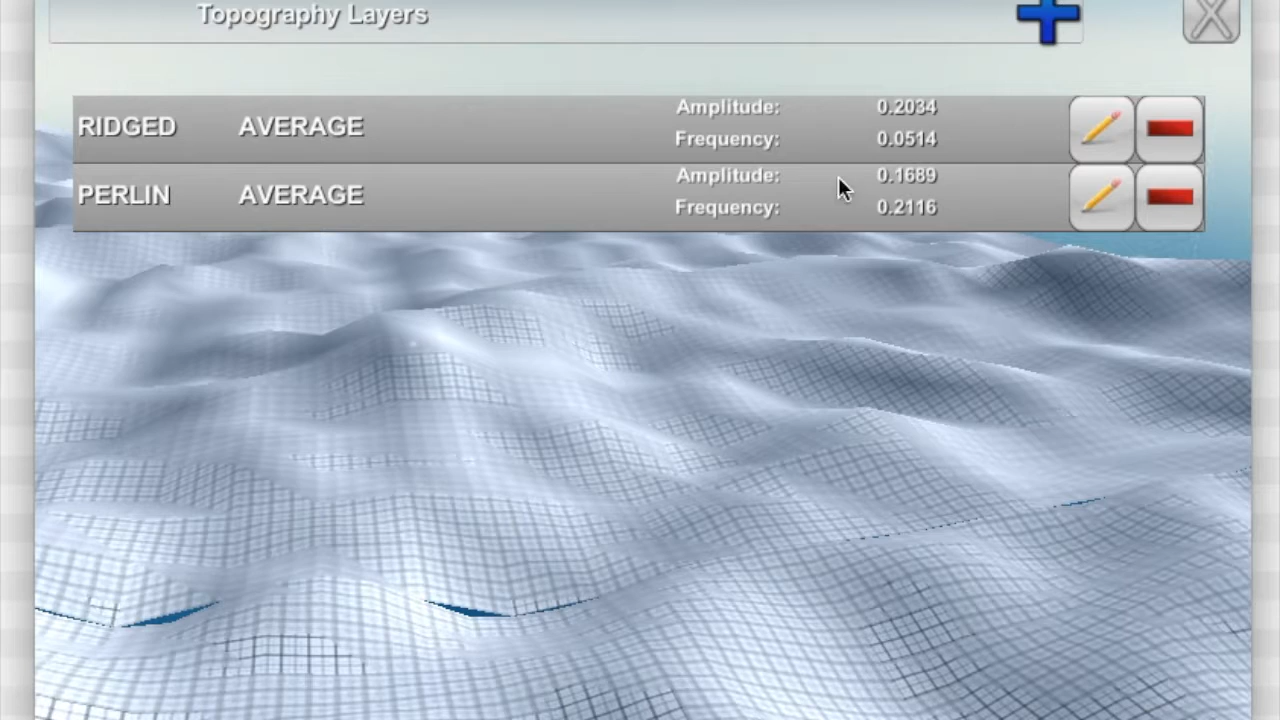 Topography Layers
RIDGED AVERAGE Amplitude: 0.2034
Frequency: 0.0514
PERLIN AVERAGE Amplitude: 0.1689
Frequency: 0.2116